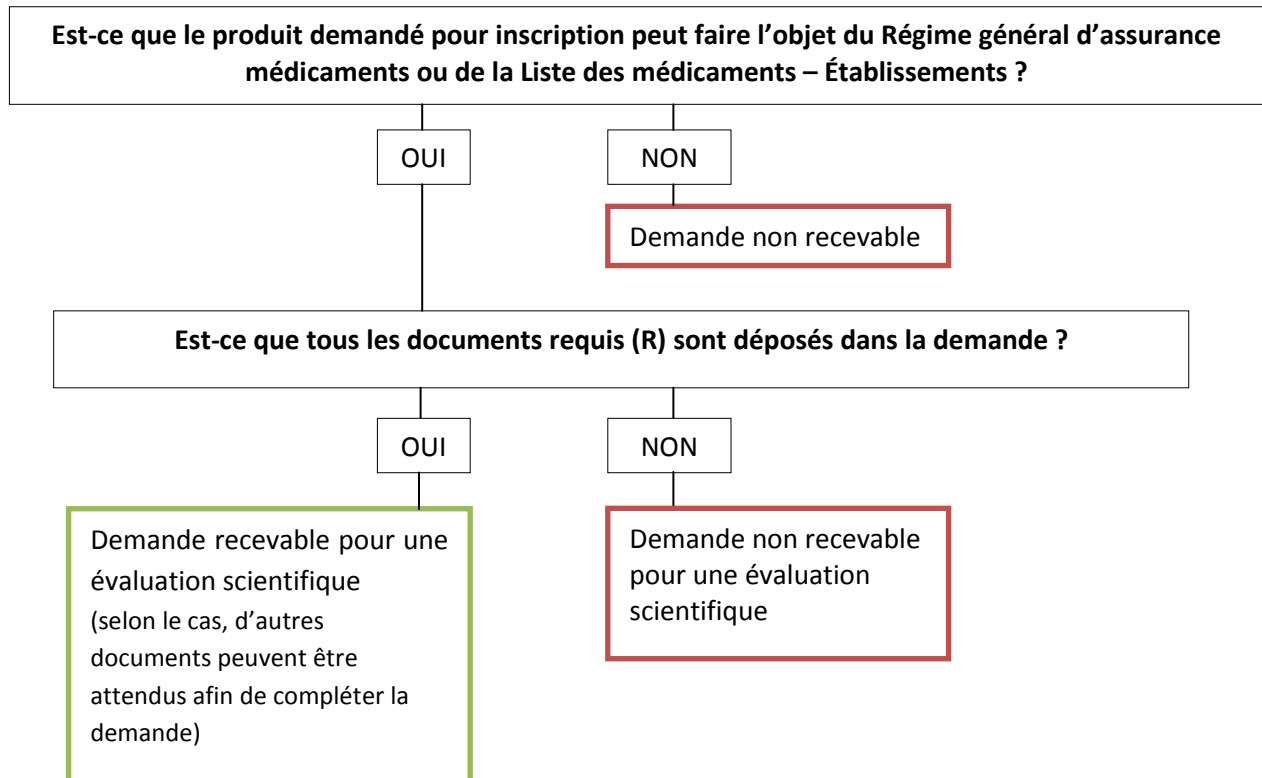 Est-ce que le produit demandé pour inscription peut faire l’objet du Régime général d’assurance
médicaments ou de la Liste des médicaments – Établissements ?
OUI
NON
Demande non recevable
Est-ce que tous les documents requis (R) sont déposés dans la demande ?
OUI
NON
Demande recevable pour une
évaluation scientifique
(selon le cas, d’autres
documents peuvent être
attendus afin de compléter la
demande)
Demande non recevable
pour une évaluation
scientifique